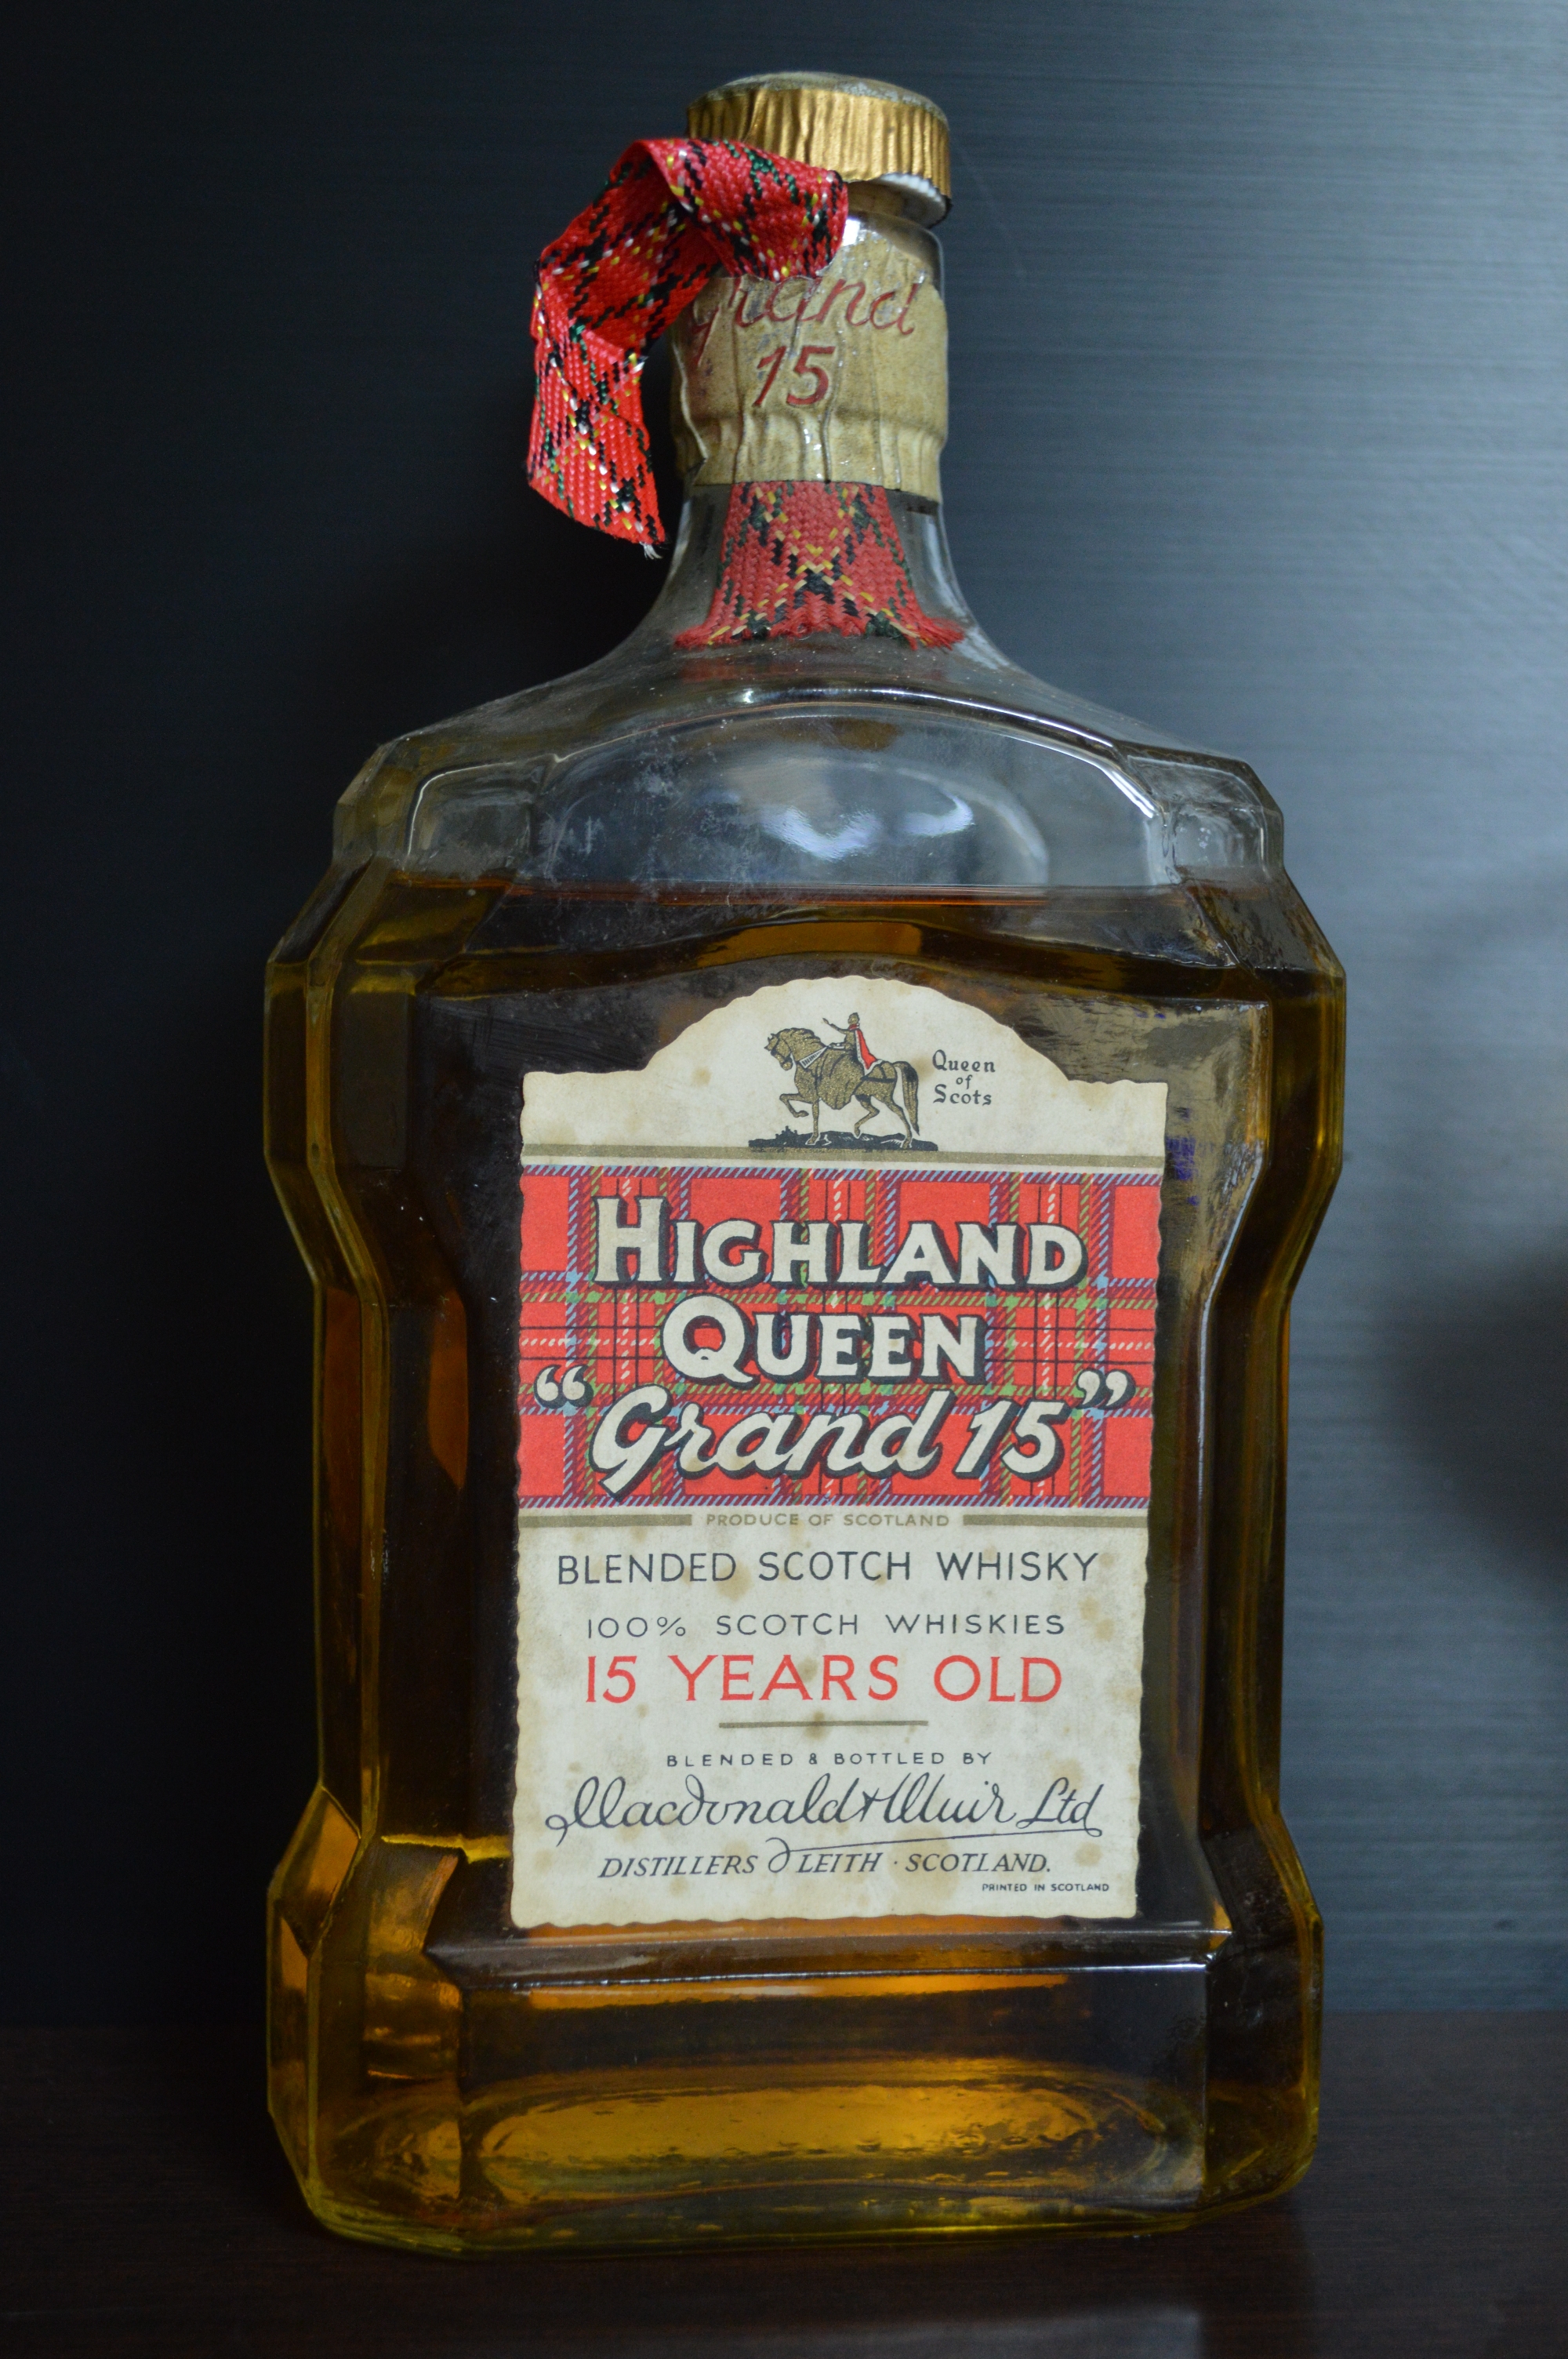 Grand
15
Queen
of
Scots
HIGHLAND
QUEEN
“Grand 15”
PRODUCE OF SCOTLAND
BLENDED SCOTCH WHISKY
100% SCOTCH WHISKIES
15 YEARS OLD
BLENDED & BOTTLED BY
Macdonald & Muir Ltd
DISTILLERS LEITH · SCOTLAND.
PRINTED IN SCOTLAND